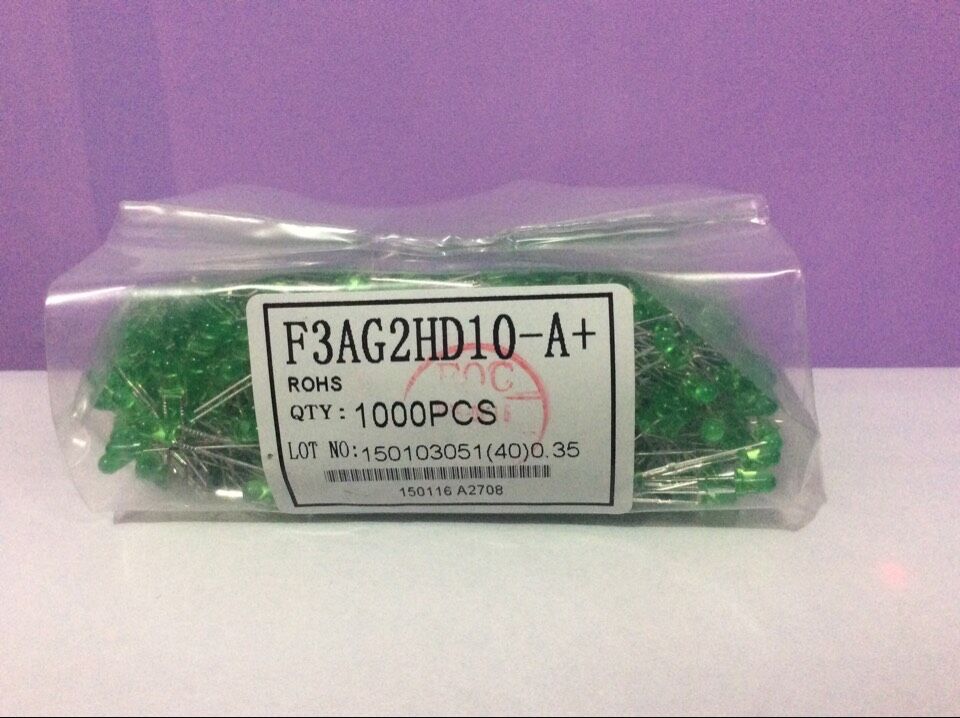 F3AG2HD10-A+
ROHS
QTY: 1000PCS
LOT NO:150103051(40)0.35
150116 A2708